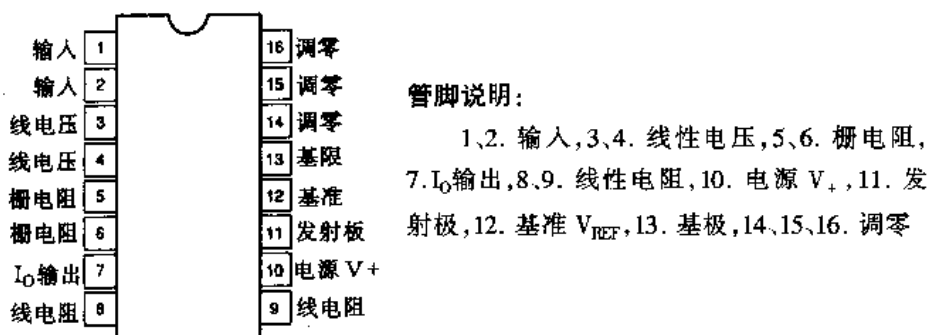 输入 1 16 调零
输入 2 15 调零
线电压 3 14 调零
线电压 4 13 基限
栅电阻 5 12 基准
栅电阻 6 11 发射板
I_O输出 7 10 电源 V+
线电阻 8 9 线电阻
管脚说明:
1、2. 输入,3、4. 线性电压,5、6. 栅电阻,
7.I_O输出,8、9. 线性电阻,10. 电源 V+,11. 发
射极,12. 基准 V_REF,13. 基极,14、15、16. 调零